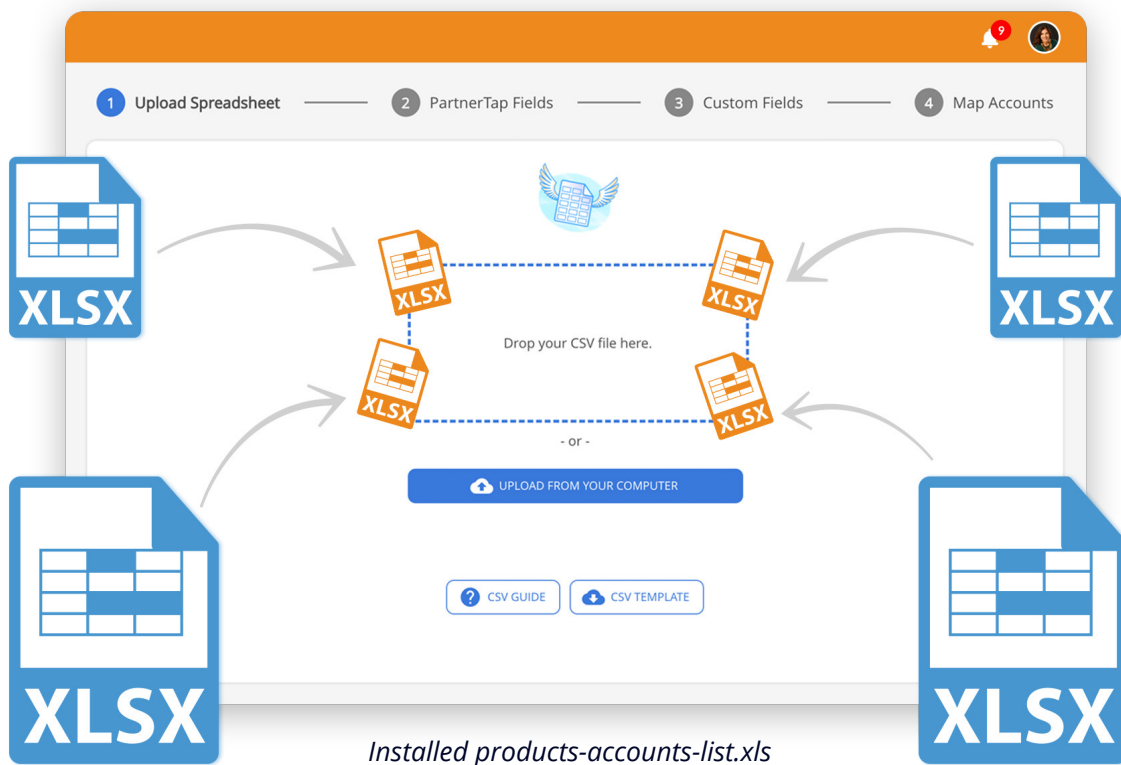 9
1 Upload Spreadsheet 2 PartnerTap Fields 3 Custom Fields 4 Map Accounts
XLSX
XLSX
XLSX
XLSX
Drop your CSV file here.
XLSX
XLSX
- or -
UPLOAD FROM YOUR COMPUTER
? CSV GUIDE CSV TEMPLATE
XLSX
XLSX
Installed products-accounts-list.xls